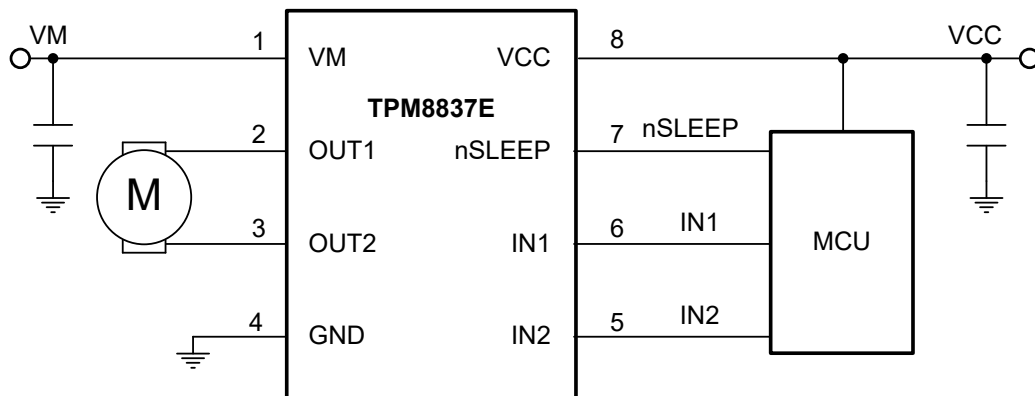 VM 1 VM VCC 8 VCC
TPM8837E
2 OUT1 nSLEEP 7 nSLEEP
M
3 OUT2 IN1 6 IN1 MCU
4 GND IN2 5 IN2